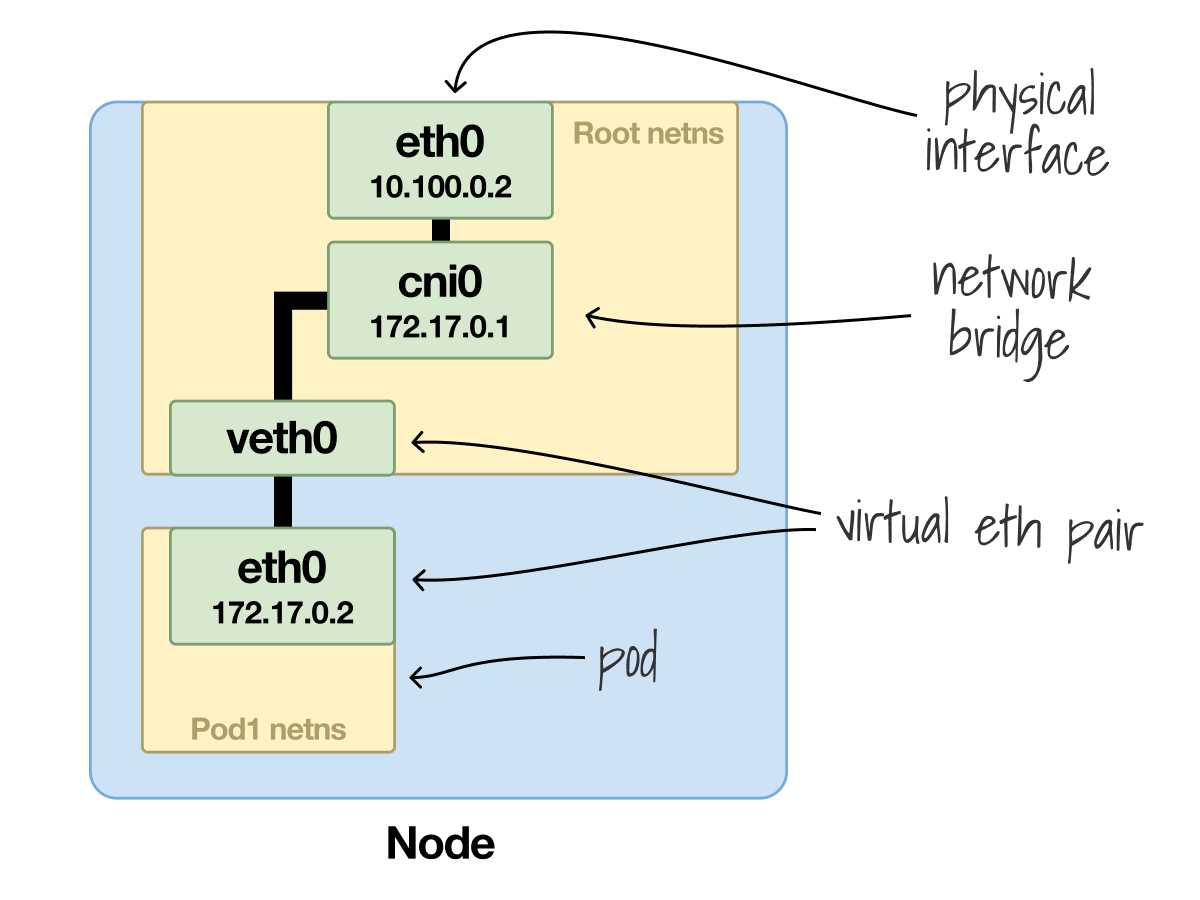 physical
interface
eth0
Root netns
10.100.0.2
network
bridge
cni0
172.17.0.1
veth0
virtual eth pair
eth0
172.17.0.2
pod
Pod1 netns
Node